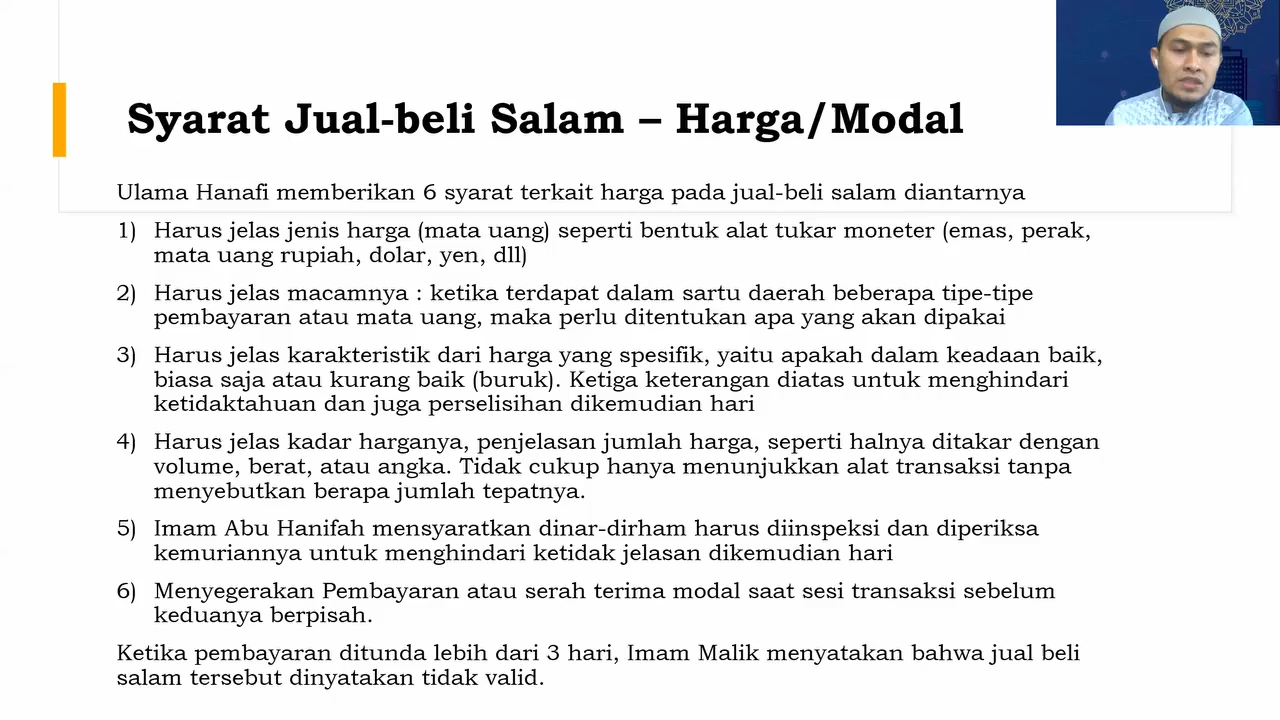 Syarat Jual-beli Salam – Harga/Modal
Ulama Hanafi memberikan 6 syarat terkait harga pada jual-beli salam diantarnya
1) Harus jelas jenis harga (mata uang) seperti bentuk alat tukar moneter (emas, perak,
mata uang rupiah, dolar, yen, dll)
2) Harus jelas macamnya : ketika terdapat dalam sartu daerah beberapa tipe-tipe
pembayaran atau mata uang, maka perlu ditentukan apa yang akan dipakai
3) Harus jelas karakteristik dari harga yang spesifik, yaitu apakah dalam keadaan baik,
biasa saja atau kurang baik (buruk). Ketiga keterangan diatas untuk menghindari
ketidaktahuan dan juga perselisihan dikemudian hari
4) Harus jelas kadar harganya, penjelasan jumlah harga, seperti halnya ditakar dengan
volume, berat, atau angka. Tidak cukup hanya menunjukkan alat transaksi tanpa
menyebutkan berapa jumlah tepatnya.
5) Imam Abu Hanifah mensyaratkan dinar-dirham harus diinspeksi dan diperiksa
kemuriannya untuk menghindari ketidak jelasan dikemudian hari
6) Menyegerakan Pembayaran atau serah terima modal saat sesi transaksi sebelum
keduanya berpisah.
Ketika pembayaran ditunda lebih dari 3 hari, Imam Malik menyatakan bahwa jual beli
salam tersebut dinyatakan tidak valid.